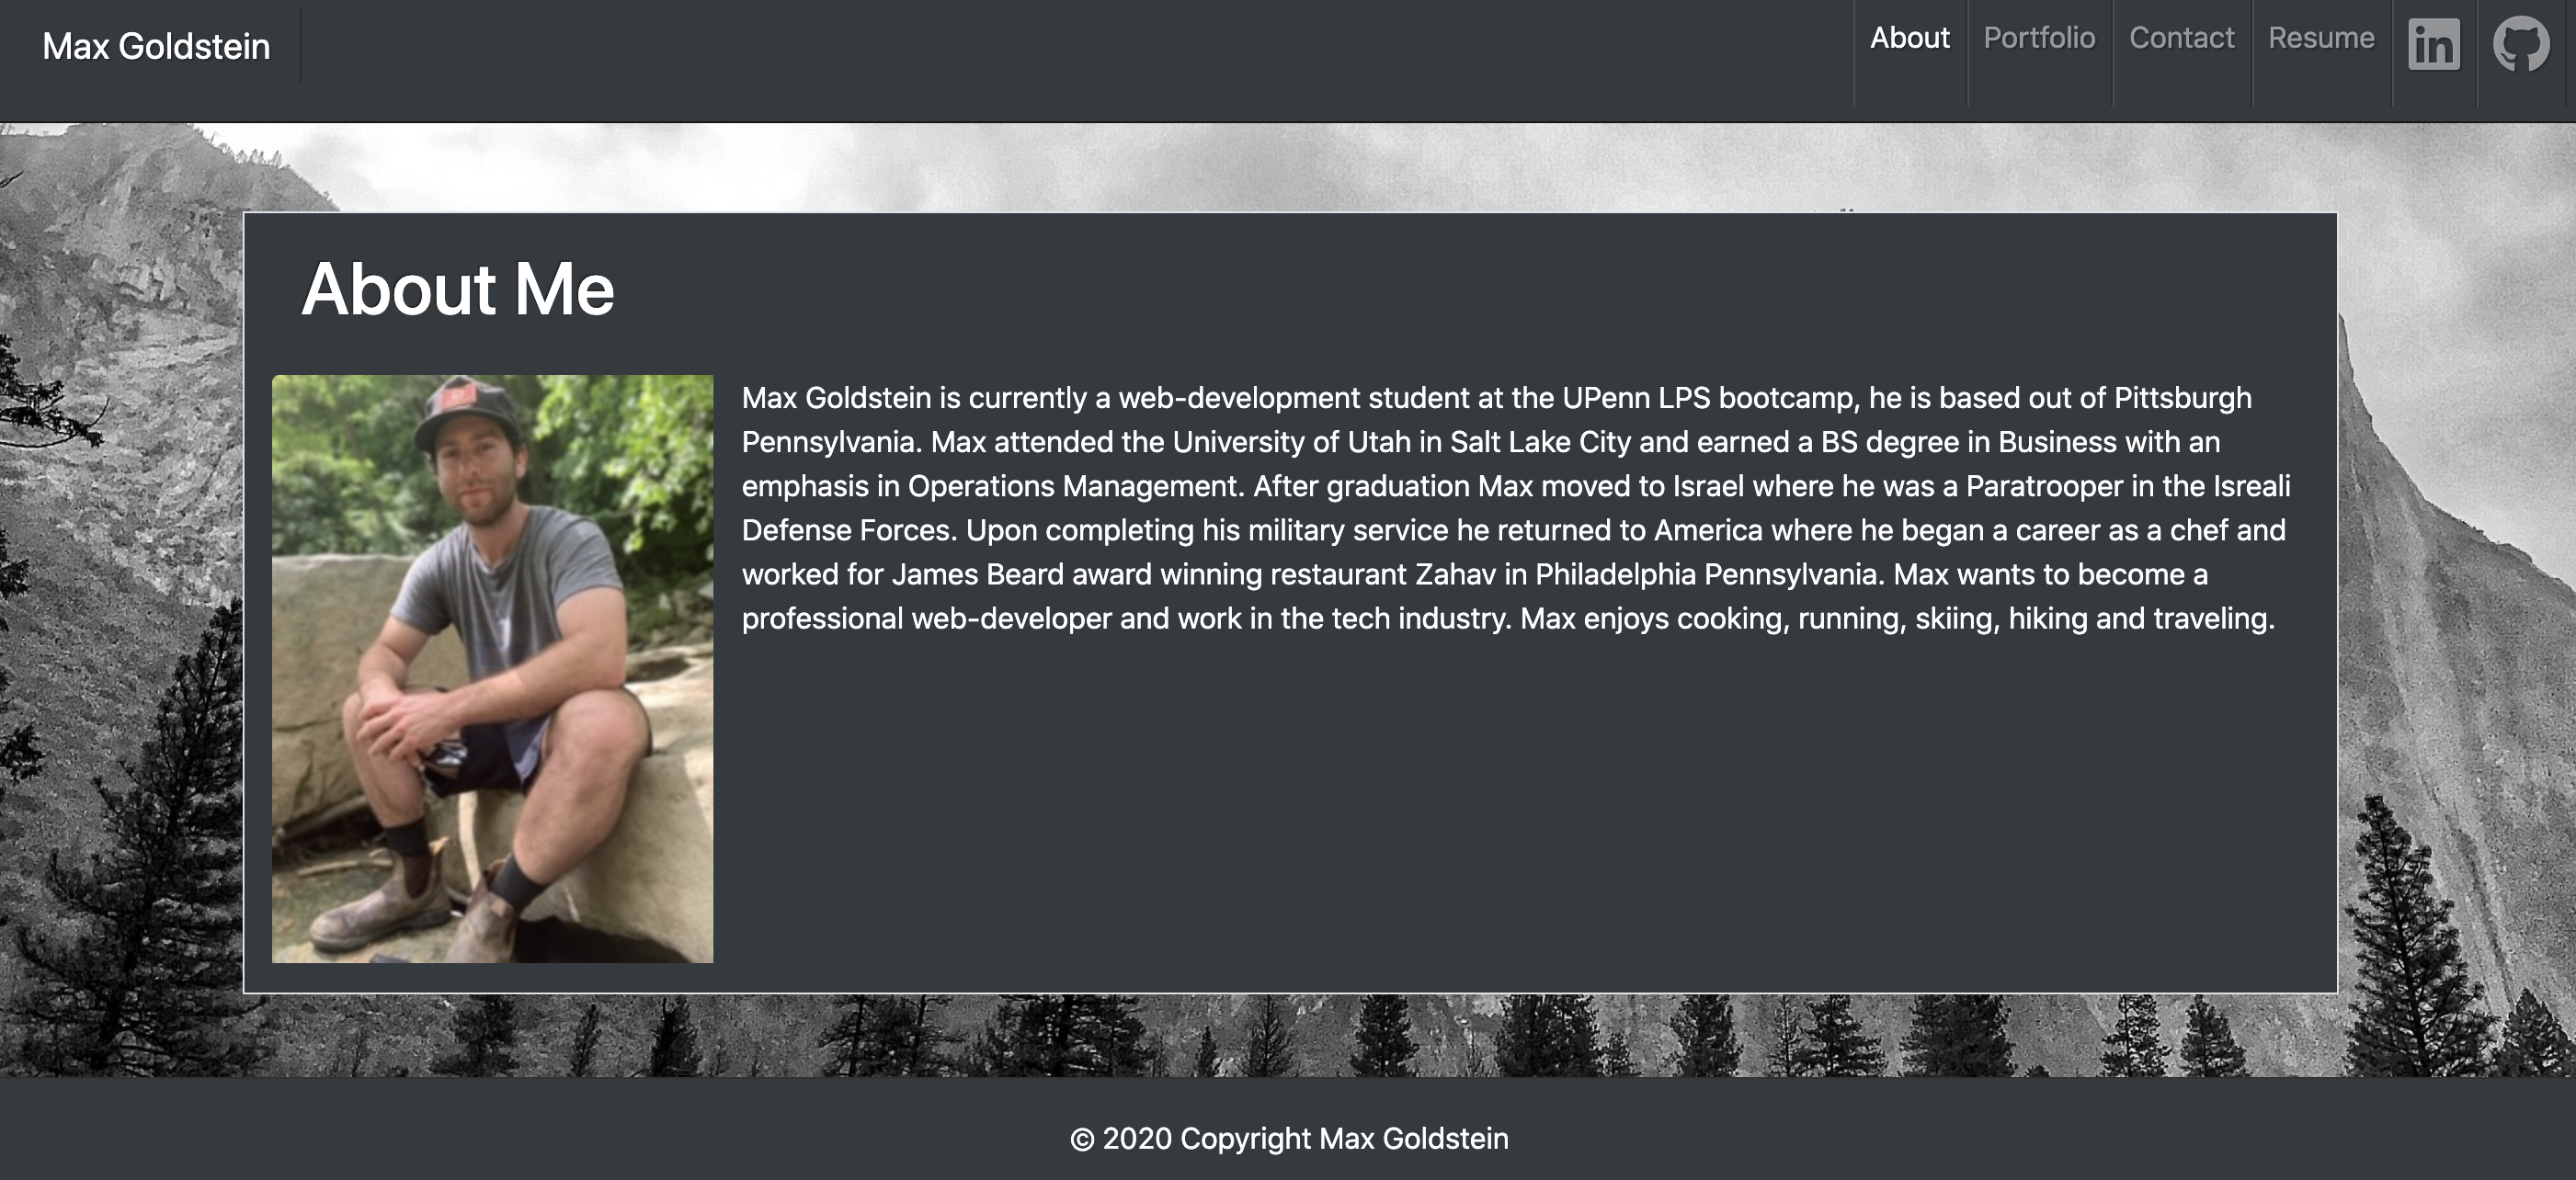 Max Goldstein
About
Portfolio
Contact
Resume
in
About Me
Max Goldstein is currently a web-development student at the UPenn LPS bootcamp, he is based out of Pittsburgh
Pennsylvania. Max attended the University of Utah in Salt Lake City and earned a BS degree in Business with an
emphasis in Operations Management. After graduation Max moved to Israel where he was a Paratrooper in the Isreali
Defense Forces. Upon completing his military service he returned to America where he began a career as a chef and
worked for James Beard award winning restaurant Zahav in Philadelphia Pennsylvania. Max wants to become a
professional web-developer and work in the tech industry. Max enjoys cooking, running, skiing, hiking and traveling.
© 2020 Copyright Max Goldstein